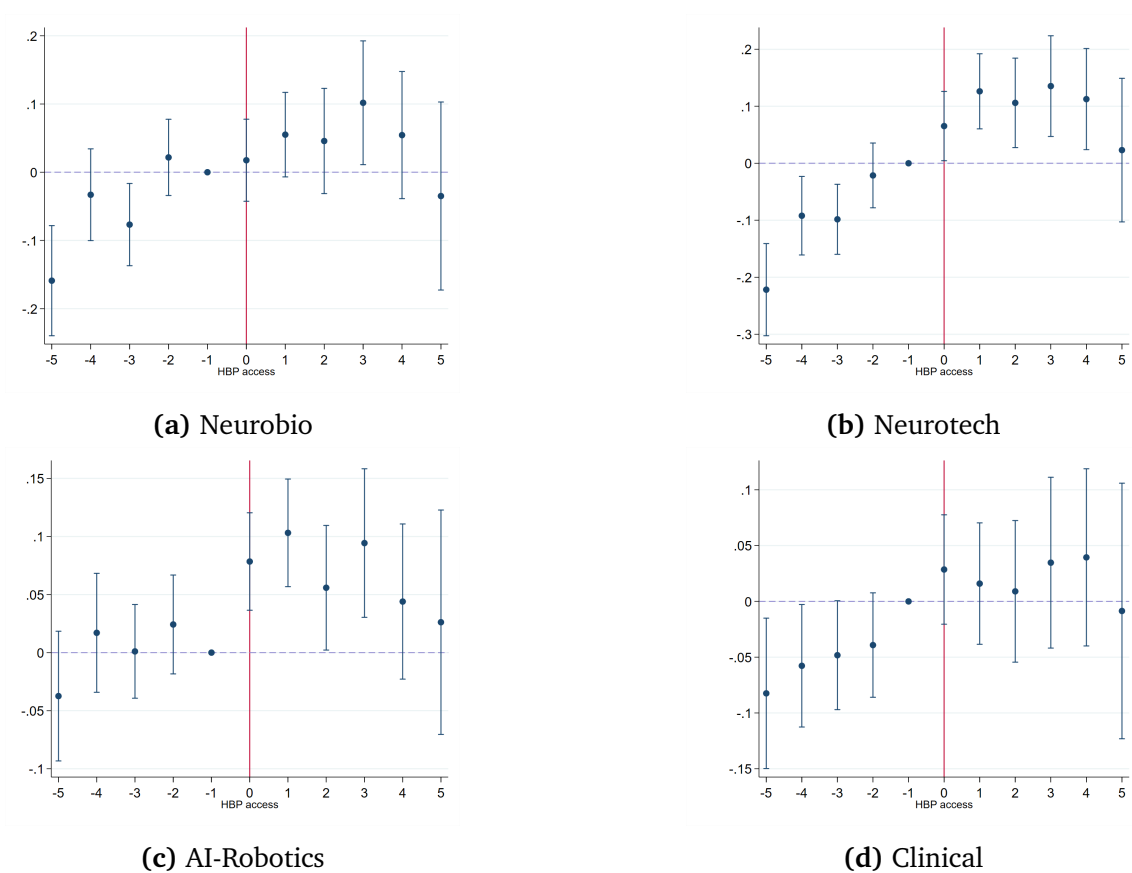 .2
.1
0
-.1
-.2
-5 -4 -3 -2 -1 0 1 2 3 4 5
HBP access
(a) Neurobio
.2
.1
0
-.1
-.2
-.3
-5 -4 -3 -2 -1 0 1 2 3 4 5
HBP access
(b) Neurotech
.15
.1
.05
0
-.05
-.1
-5 -4 -3 -2 -1 0 1 2 3 4 5
HBP access
(c) AI-Robotics
.1
.05
0
-.05
-.1
-.15
-5 -4 -3 -2 -1 0 1 2 3 4 5
HBP access
(d) Clinical